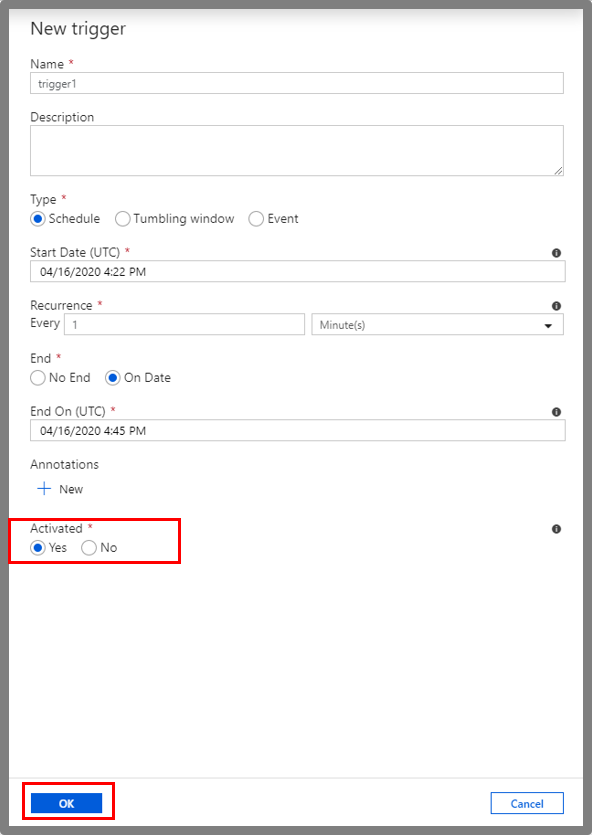 New trigger
Name *
trigger1
Description
Type *
Schedule Tumbling window Event
Start Date (UTC) *
04/16/2020 4:22 PM
Recurrence *
Every 1 Minute(s)
End *
No End On Date
End On (UTC) *
04/16/2020 4:45 PM
Annotations
+ New
Activated *
Yes No
OK Cancel